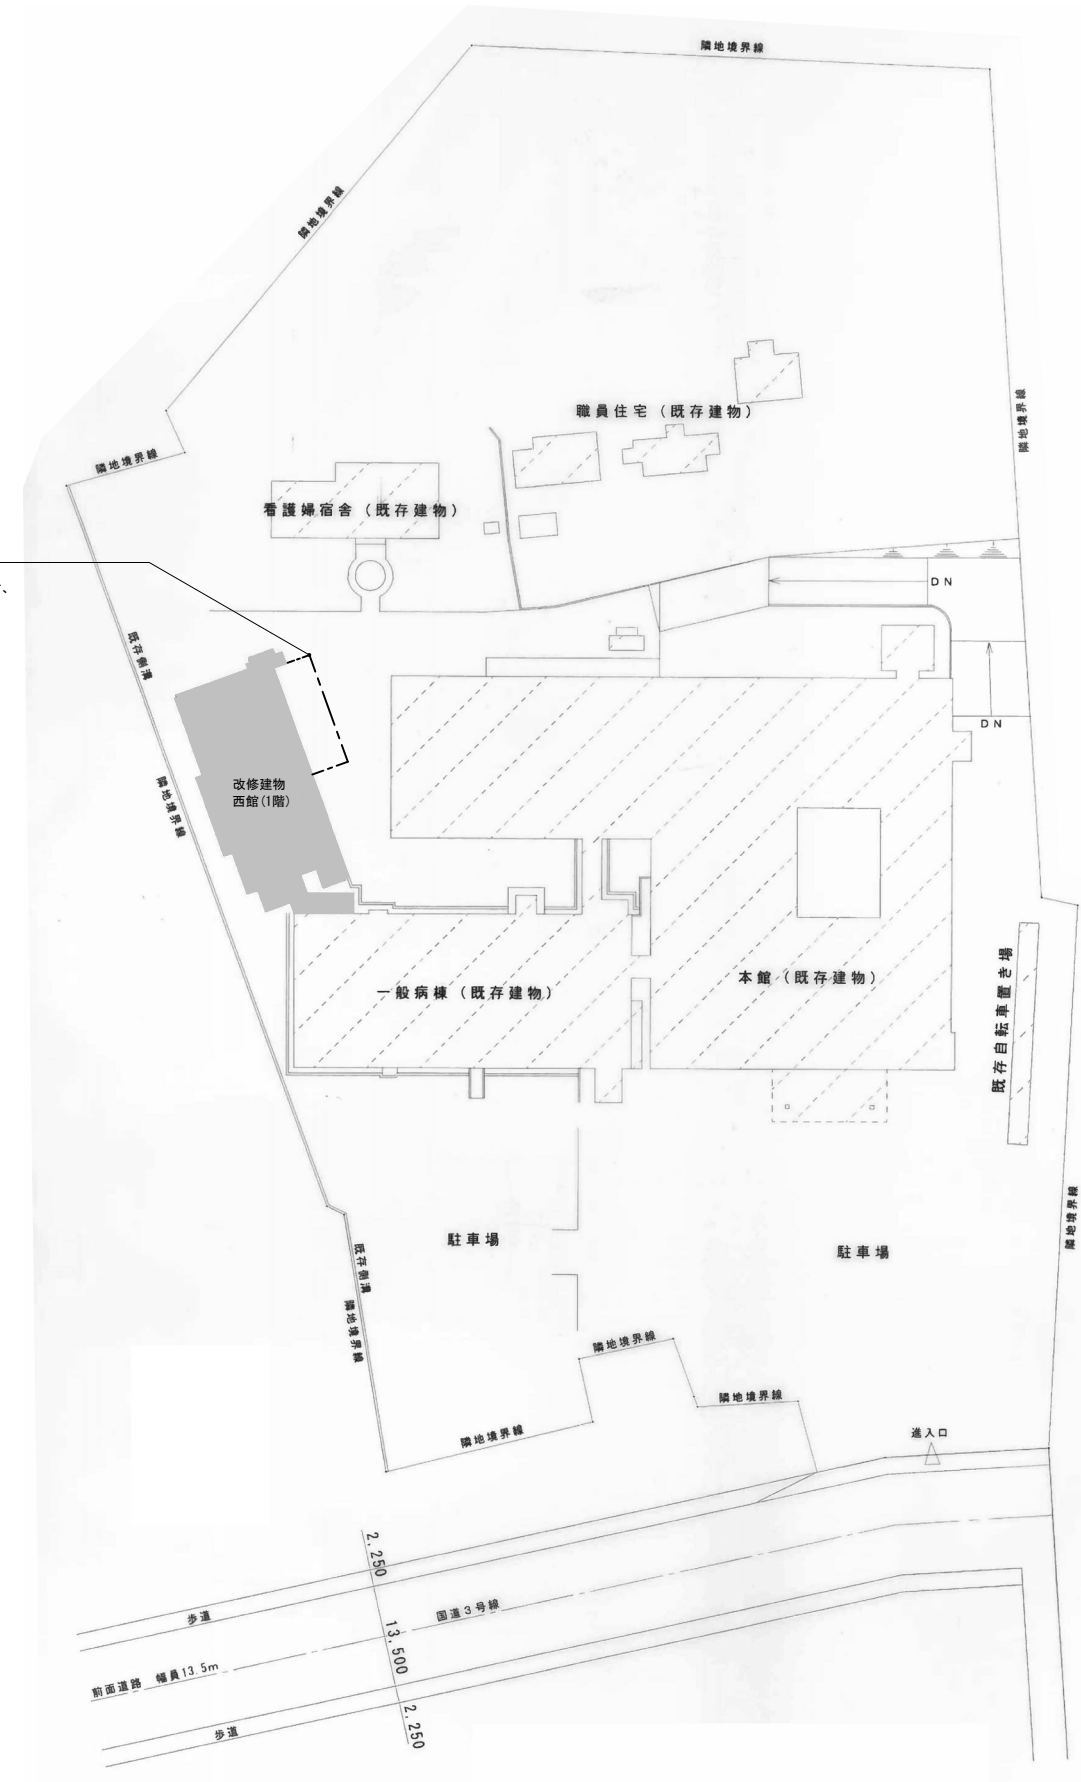 隣地境界線
隣地境界線
隣地境界線
職員住宅（既存建物）
隣地境界線
看護婦宿舎（既存建物）
、
DN
既存側溝
DN
隣地境界線
改修建物
西館(1階)
本館（既存建物）
一般病棟（既存建物）
既存自転車置き場
隣地境界線
駐車場
駐車場
既存側溝
隣地境界線
隣地境界線
隣地境界線
隣地境界線
進入口
2,250
歩道
国道３号線
13,500
前面道路　幅員13.5m
2,250
歩道